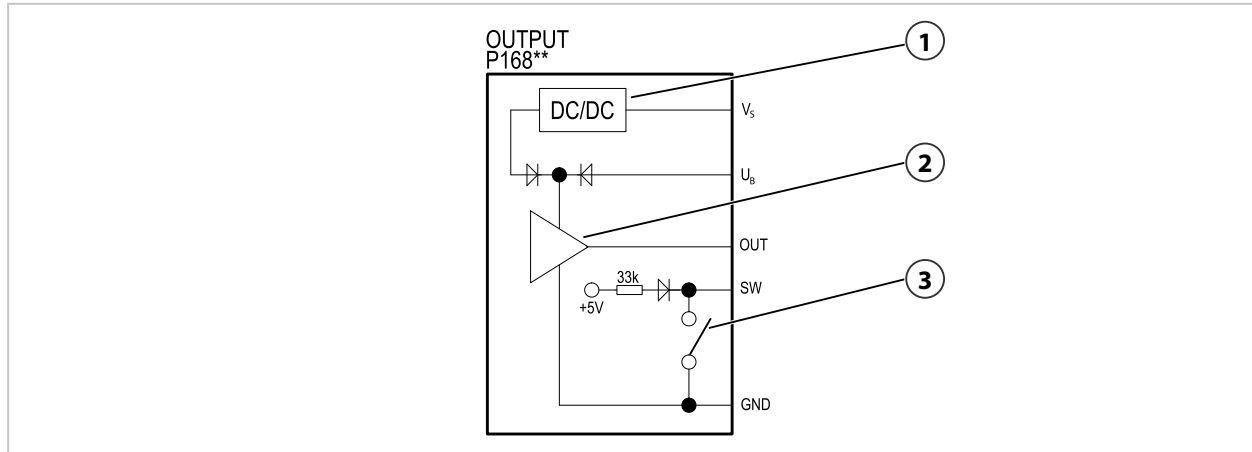 OUTPUT
P168**
1
DC/DC
VS
2
UB
OUT
33k
SW
3
+5V
GND